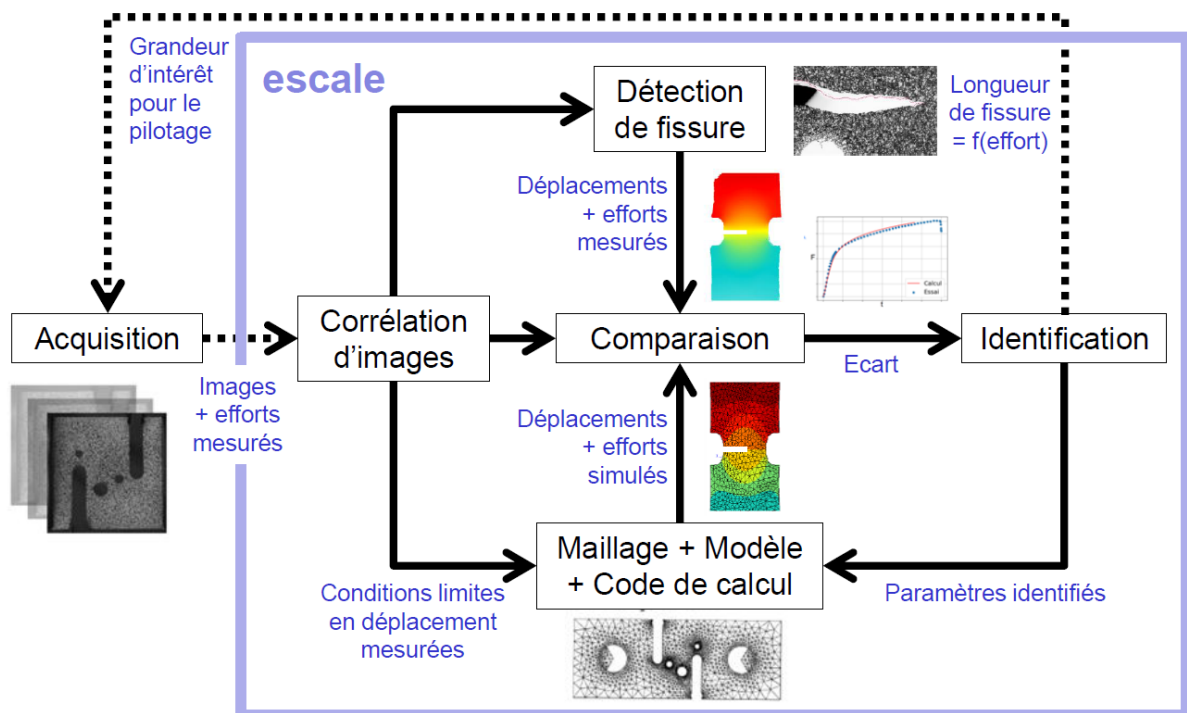 Grandeur
d'intérêt
pour le
pilotage
escale
Détection
de fissure
Longueur
de fissure
= f(effort)
Déplacements
+ efforts
mesurés
F
Calcul
Essai
t
Acquisition
Corrélation
d'images
Comparaison
Identification
Ecart
Images
+ efforts
mesurés
Déplacements
+ efforts
simulés
Maillage + Modèle
+ Code de calcul
Conditions limites
en déplacement
mesurées
Paramètres identifiés